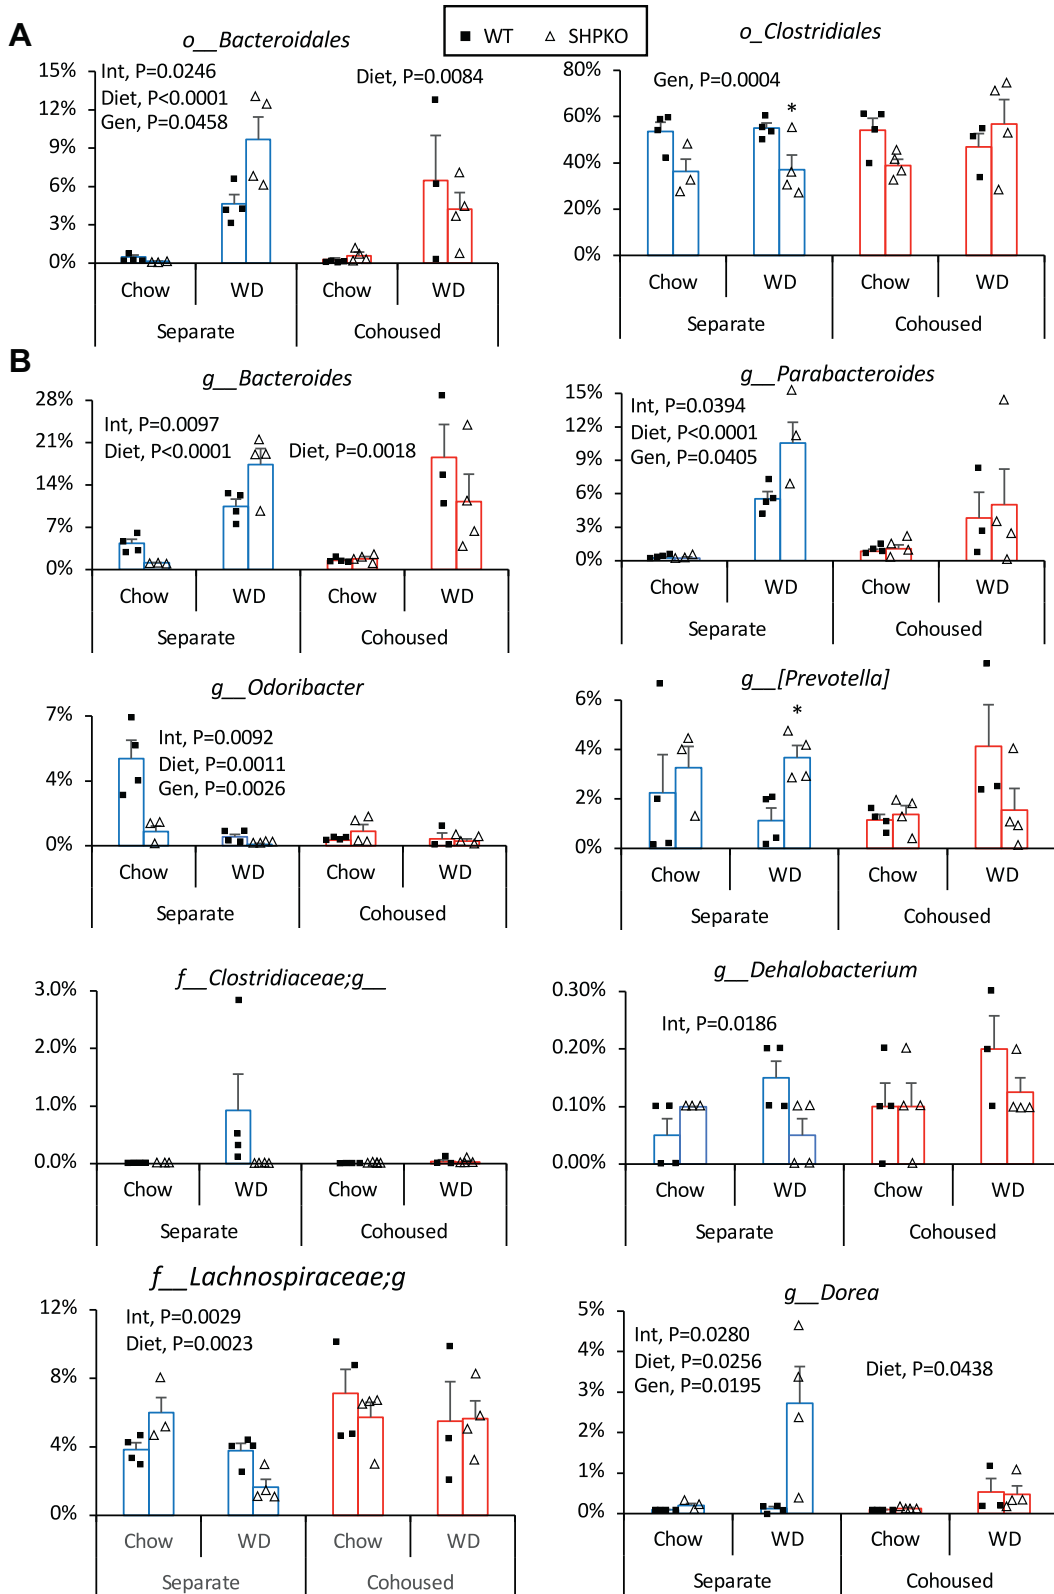 A
WT SHPKO
o__Bacteroidales
15%
12%
9%
6%
3%
0%
Int, P=0.0246
Diet, P<0.0001
Gen, P=0.0458
Diet, P=0.0084
Chow WD Chow WD
Separate Cohoused
o_Clostridiales
80%
60%
40%
20%
0%
Gen, P=0.0004
*
Chow WD Chow WD
Separate Cohoused
B
g__Bacteroides
28%
21%
14%
7%
0%
Int, P=0.0097
Diet, P<0.0001
Diet, P=0.0018
Chow WD Chow WD
Separate Cohoused
g__Parabacteroides
15%
12%
9%
6%
3%
0%
Int, P=0.0394
Diet, P<0.0001
Gen, P=0.0405
Chow WD Chow WD
Separate Cohoused
g__Odoribacter
7%
4%
0%
Int, P=0.0092
Diet, P=0.0011
Gen, P=0.0026
Chow WD Chow WD
Separate Cohoused
g__[Prevotella]
6%
4%
2%
0%
*
Chow WD Chow WD
Separate Cohoused
f__Clostridiaceae;g__
3.0%
2.0%
1.0%
0.0%
Chow WD Chow WD
Separate Cohoused
g__Dehalobacterium
0.30%
0.20%
0.10%
0.00%
Int, P=0.0186
Chow WD Chow WD
Separate Cohoused
f__Lachnospiraceae;g
12%
8%
4%
0%
Int, P=0.0029
Diet, P=0.0023
Chow WD Chow WD
Separate Cohoused
g__Dorea
5%
4%
3%
2%
1%
0%
Int, P=0.0280
Diet, P=0.0256
Gen, P=0.0195
Diet, P=0.0438
Chow WD Chow WD
Separate Cohoused